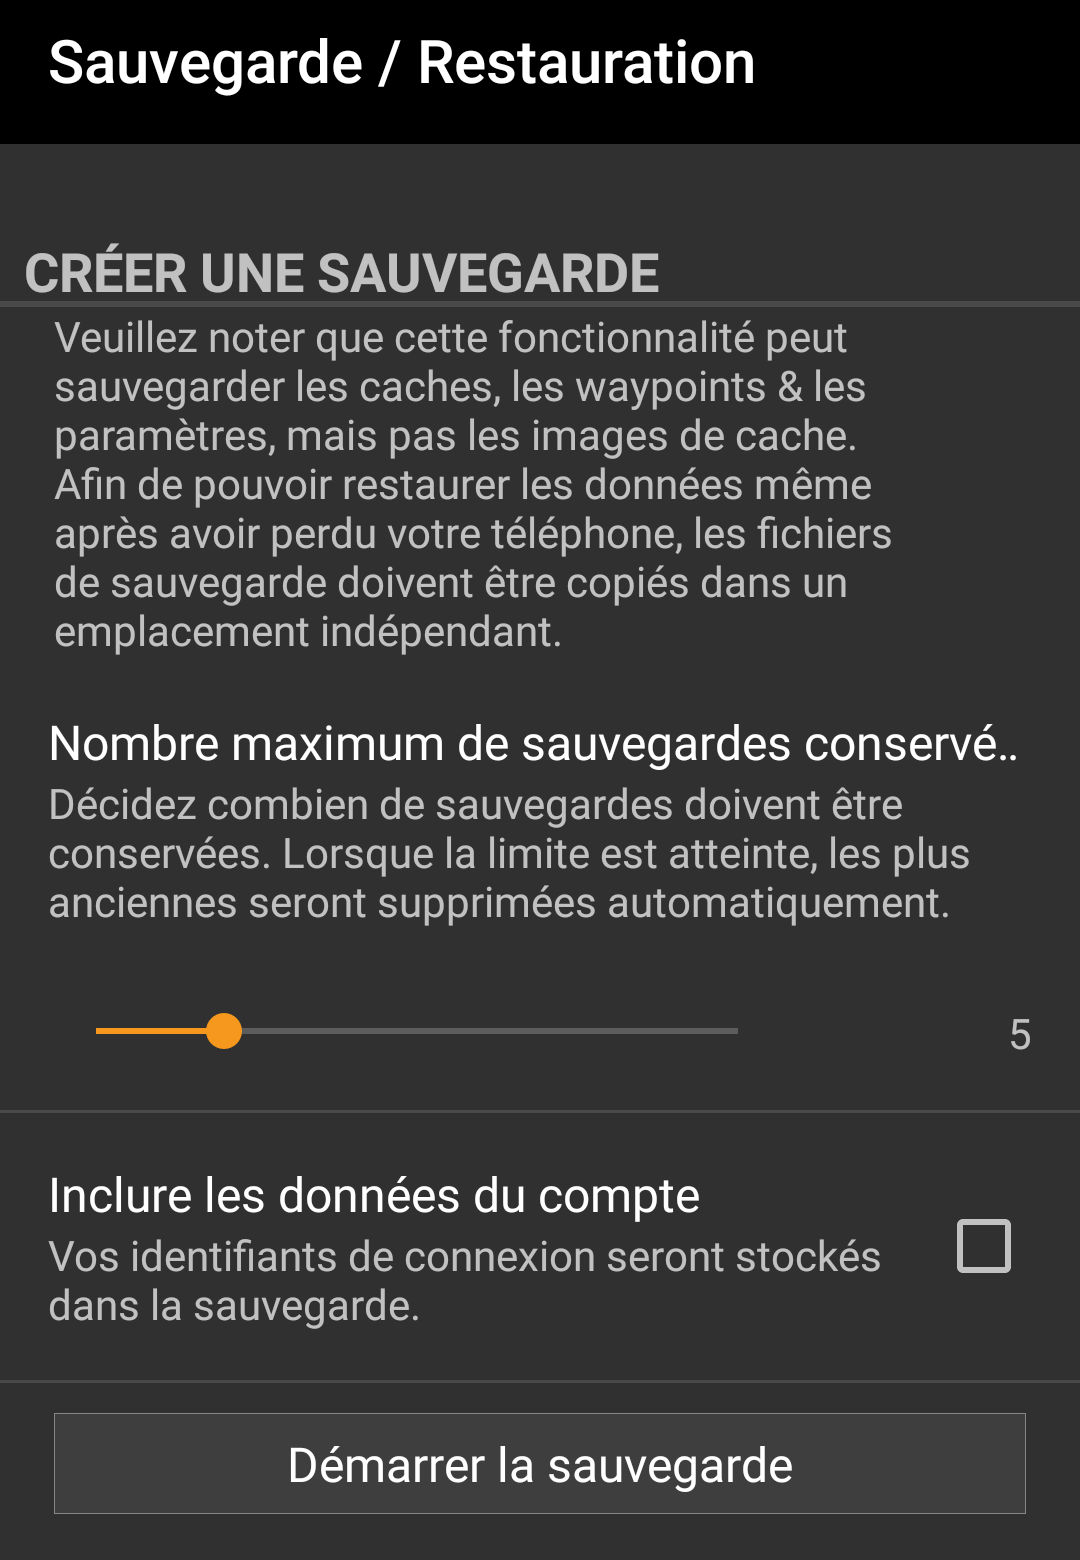 Sauvegarde / Restauration
CRÉER UNE SAUVEGARDE
Veuillez noter que cette fonctionnalité peut
sauvegarder les caches, les waypoints & les
paramètres, mais pas les images de cache.
Afin de pouvoir restaurer les données même
après avoir perdu votre téléphone, les fichiers
de sauvegarde doivent être copiés dans un
emplacement indépendant.
Nombre maximum de sauvegardes conservé..
Décidez combien de sauvegardes doivent être
conservées. Lorsque la limite est atteinte, les plus
anciennes seront supprimées automatiquement.
5
Inclure les données du compte
Vos identifiants de connexion seront stockés
dans la sauvegarde.
Démarrer la sauvegarde